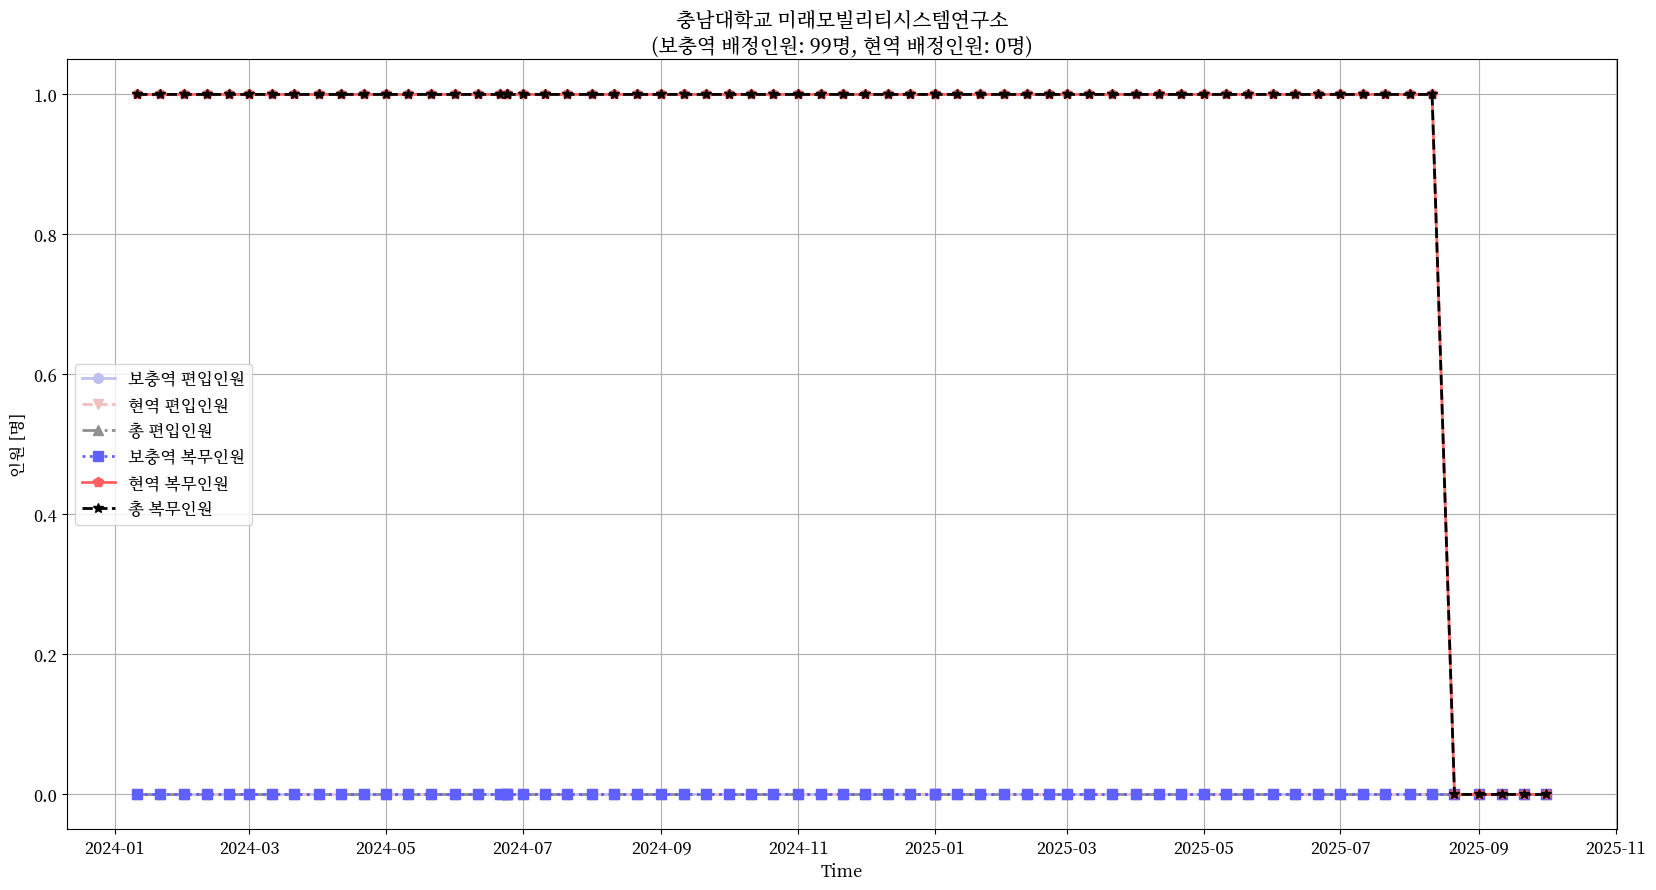 충남대학교 미래모빌리티시스템연구소
(보충역 배정인원: 99명, 현역 배정인원: 0명)
인원 [명]
1.0
0.8
0.6
0.4
0.2
0.0
보충역 편입인원
현역 편입인원
총 편입인원
보충역 복무인원
현역 복무인원
총 복무인원
2024-01
2024-03
2024-05
2024-07
2024-09
2024-11
2025-01
2025-03
2025-05
2025-07
2025-09
2025-11
Time